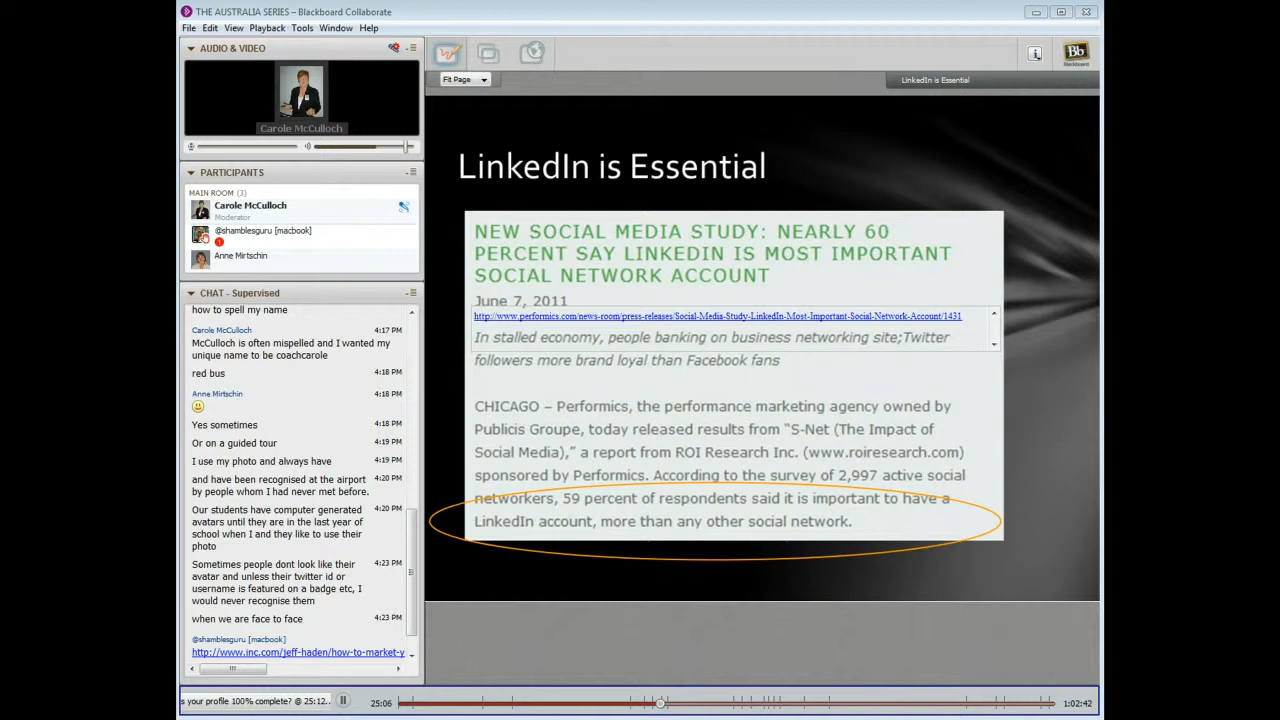 THE AUSTRALIA SERIES – Blackboard Collaborate
File Edit View Playback Tools Window Help
AUDIO & VIDEO
Carole McCulloch
PARTICIPANTS
MAIN ROOM (3)
Carole McCulloch
Moderator
@shamblesguru [macbook]
Anne Mirtschin
CHAT - Supervised
how to spell my name
Carole McCulloch 4:17 PM
McCulloch is often mispelled and I wanted my
unique name to be coachcarole
red bus 4:18 PM
Anne Mirtschin 4:18 PM
Yes sometimes 4:18 PM
Or on a guided tour 4:19 PM
I use my photo and always have 4:19 PM
and have been recognised at the airport 4:19 PM
by people whom I had never met before.
Our students have computer generated 4:20 PM
avatars until they are in the last year of
school when I and they like to use their
photo
Sometimes people dont look like their 4:23 PM
avatar and unless their twitter id or
username is featured on a badge etc, I
would never recognise them
when we are face to face 4:23 PM
@shamblesguru [macbook]
http://www.inc.com/jeff-haden/how-to-market-y
s your profile 100% complete? @ 25:12..
Fit Page
LinkedIn is Essential
Bb
Blackboard
LinkedIn is Essential
NEW SOCIAL MEDIA STUDY: NEARLY 60
PERCENT SAY LINKEDIN IS MOST IMPORTANT
SOCIAL NETWORK ACCOUNT
June 7, 2011
http://www.performics.com/news-room/press-releases/Social-Media-Study-LinkedIn-Most-Important-Social-Network-Account/1431
In stalled economy, people banking on business networking site;Twitter
followers more brand loyal than Facebook fans
CHICAGO – Performics, the performance marketing agency owned by
Publicis Groupe, today released results from “S-Net (The Impact of
Social Media),” a report from ROI Research Inc. (www.roiresearch.com)
sponsored by Performics. According to the survey of 2,997 active social
networkers, 59 percent of respondents said it is important to have a
LinkedIn account, more than any other social network.
25:06
1:02:42